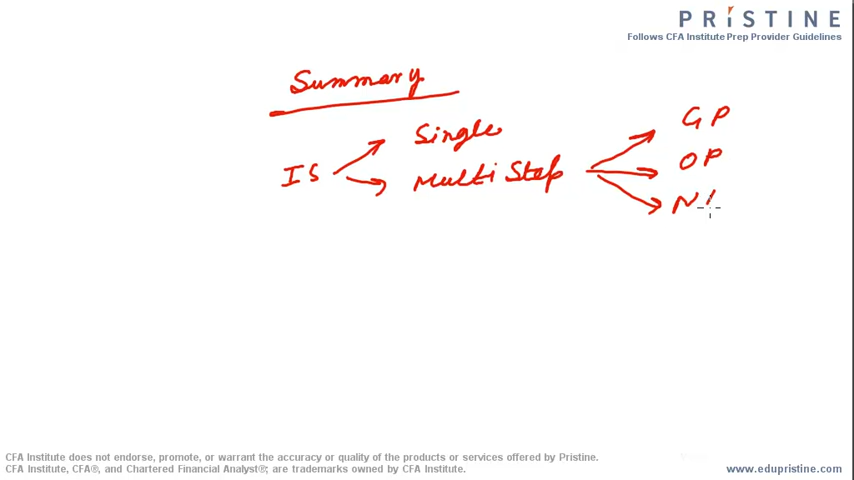 PRISTINE
Follows CFA Institute Prep Provider Guidelines
Summary
IS
Single
Multi Step
GP
OP
CFA Institute does not endorse, promote, or warrant the accuracy or quality of the products or services offered by Pristine.
CFA Institute, CFA®, and Chartered Financial Analyst®; are trademarks owned by CFA Institute.
www.edupristine.com